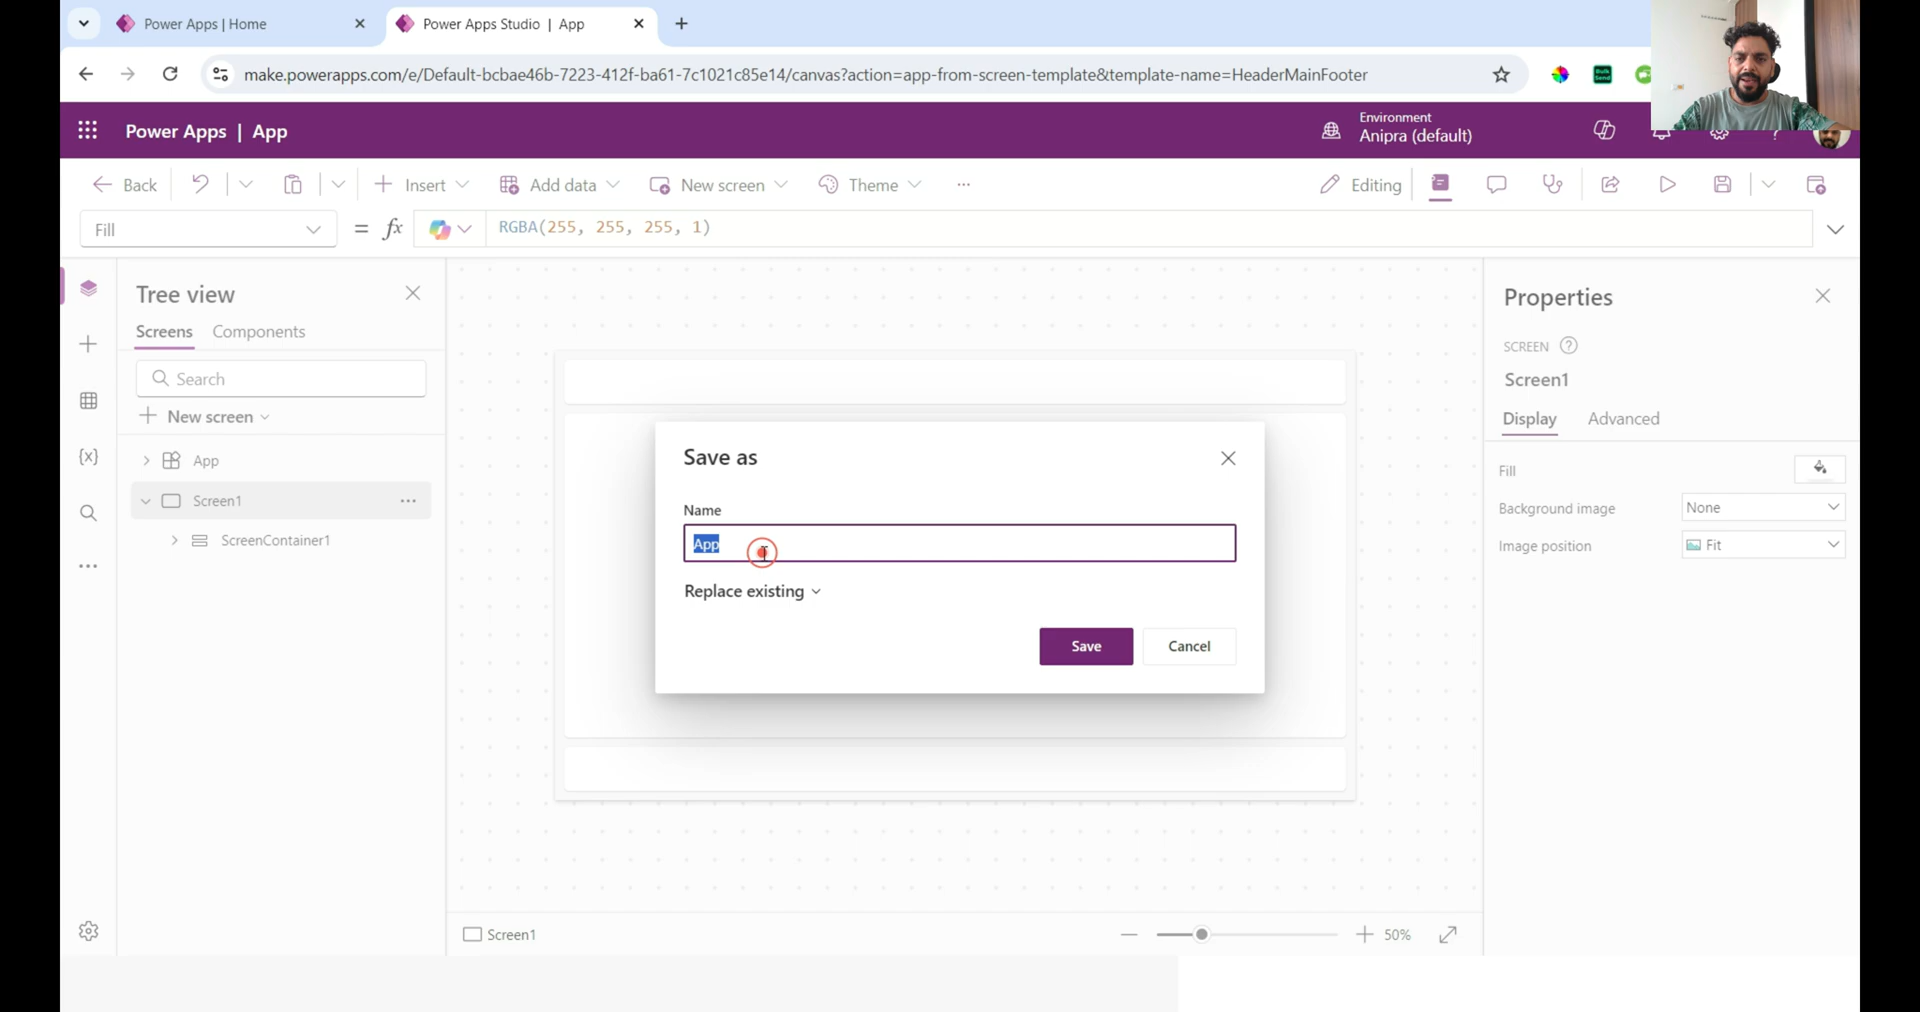 Power Apps | Home
Power Apps Studio | App
make.powerapps.com/e/Default-bcbae46b-7223-412f-ba61-7c1021c85e14/canvas?action=app-from-screen-template&template-name=HeaderMainFooter
Power Apps | App
Environment
Anipra (default)
Back
Insert
Add data
New screen
Theme
Editing
Fill
= fx
RGBA(255, 255, 255, 1)
Tree view
Screens
Components
Search
New screen
App
Screen1
ScreenContainer1
Save as
Name
App
Replace existing
Save
Cancel
Properties
SCREEN
Screen1
Display
Advanced
Fill
Background image
None
Image position
Fit
Screen1
50%